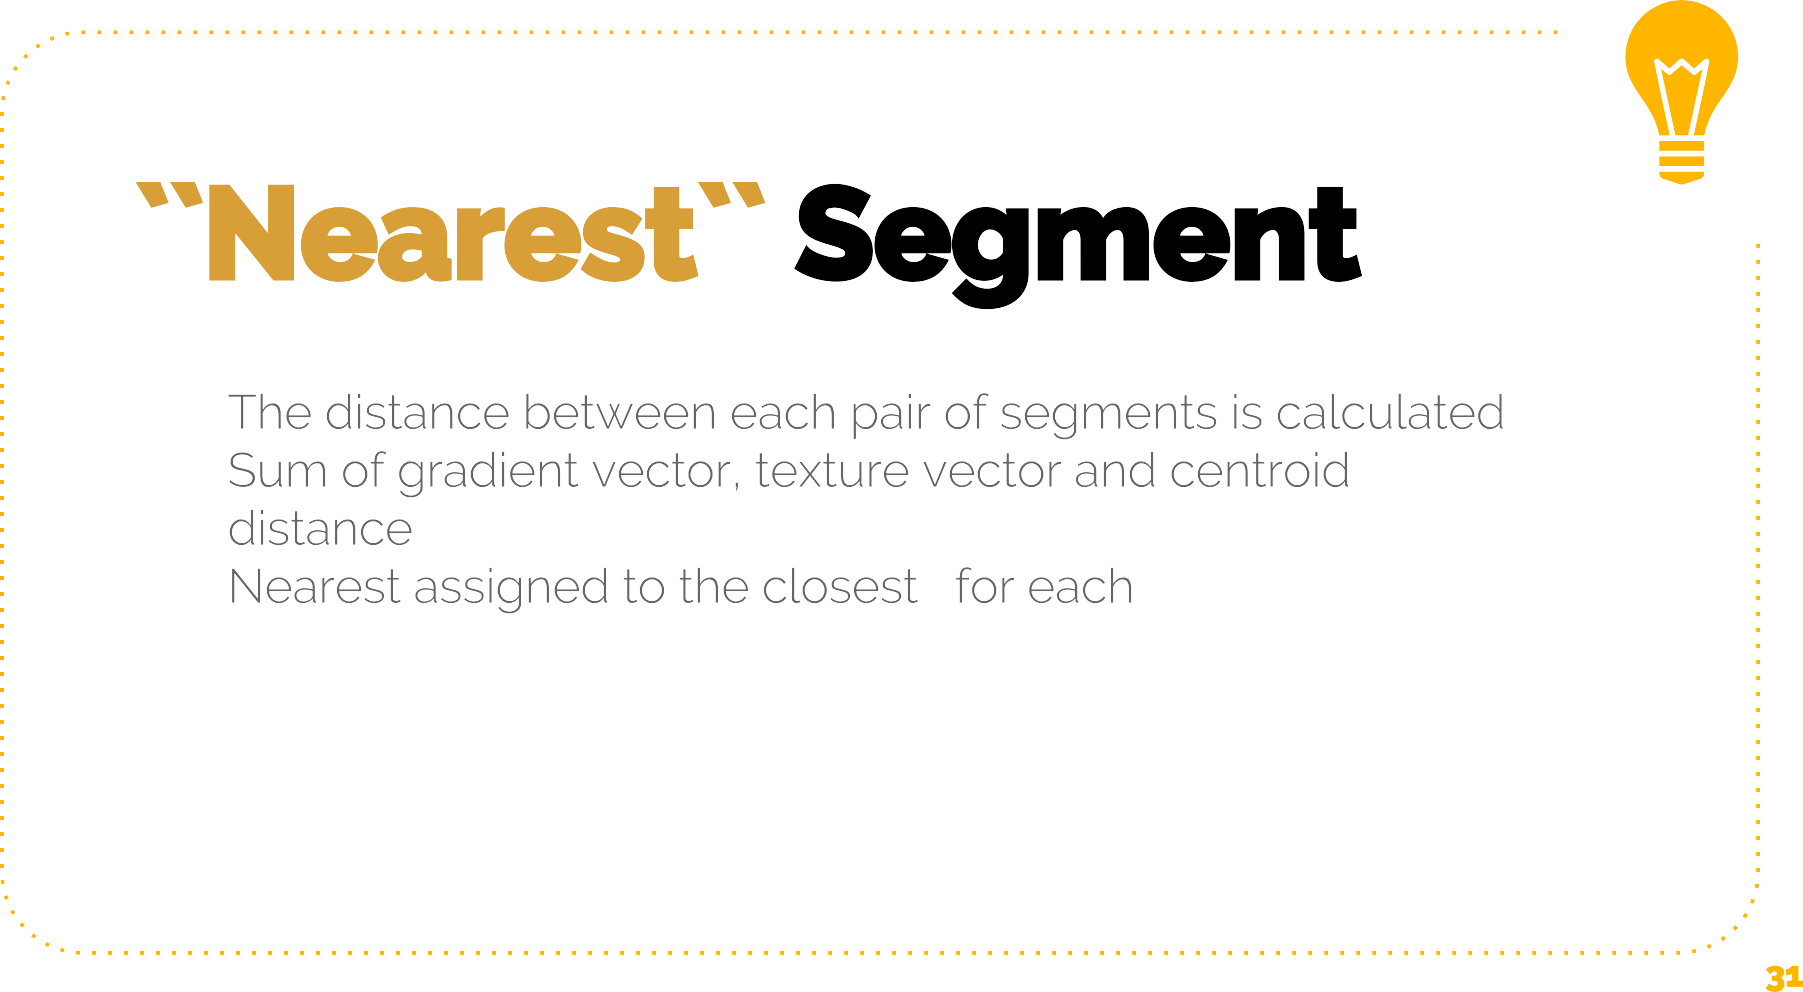 “Nearest“ Segment
The distance between each pair of segments is calculated
Sum of gradient vector, texture vector and centroid
distance
Nearest assigned to the closest   for each
31